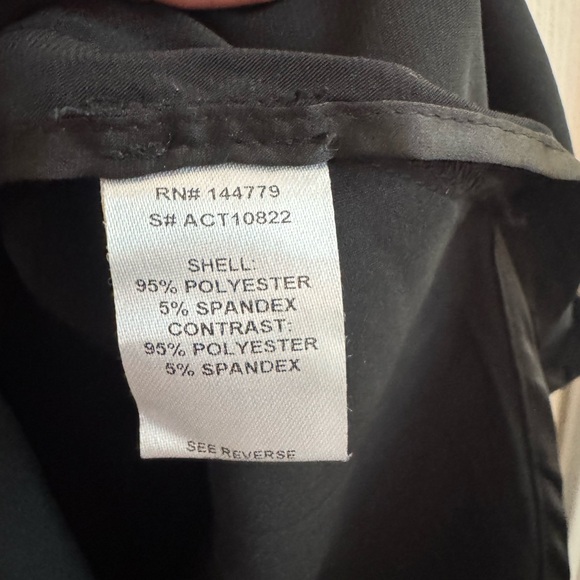 RN# 144779
S# ACT10822
SHELL:
95% POLYESTER
5% SPANDEX
CONTRAST:
95% POLYESTER
5% SPANDEX
SEE REVERSE